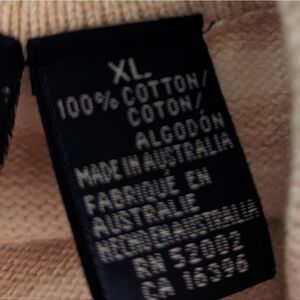 XL
100% COTTON/
COTON/
ALGODÓN
MADE IN AUSTRALIA
FABRIQUÉ EN
AUSTRALIE
HECHO EN AUSTRALIA
RN 52002
CA 16396